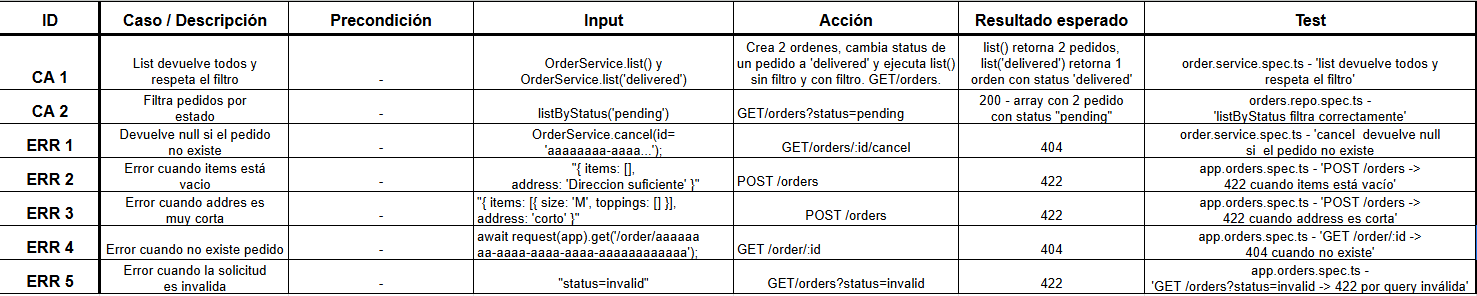 ID Caso / Descripción Precondición Input Acción Resultado esperado Test
CA 1
List devuelve todos y
respeta el filtro
-
OrderService.list() y
OrderService.list('delivered')
Crea 2 ordenes, cambia status de
un pedido a 'delivered' y ejecuta list()
sin filtro y con filtro. GET/orders.
list() retorna 2 pedidos,
list('delivered') retorna 1
orden con status 'delivered'
order.service.spec.ts - 'list devuelve todos y
respeta el filtro'
CA 2
Filtra pedidos por
estado
-
listByStatus('pending')
GET/orders?status=pending
200 - array con 2 pedido
con status "pending"
orders.repo.spec.ts -
'listByStatus filtra correctamente'
ERR 1
Devuelve null si el pedido
no existe
-
OrderService.cancel(id=
'aaaaaaaa-aaaa...');
GET/orders/:id/cancel
404
order.service.spec.ts - 'cancel devuelve null
si el pedido no existe
ERR 2
Error cuando items está
vacio
-
"{ items: [],
address: 'Direccion suficiente' }"
POST /orders
422
app.orders.spec.ts - 'POST /orders ->
422 cuando items está vacío'
ERR 3
Error cuando addres es
muy corta
-
"{ items: [{ size: 'M', toppings: [] }],
address: 'corto' }"
POST /orders
422
app.orders.spec.ts - 'POST /orders ->
422 cuando address es corta'
ERR 4
Error cuando no existe pedido
-
await request(app).get('/order/aaaaaa
aa-aaaa-aaaa-aaaa-aaaaaaaaaaaa');
GET /order/:id
404
app.orders.spec.ts - 'GET /order/:id ->
404 cuando no existe'
ERR 5
Error cuando la solicitud
es invalida
-
"status=invalid"
GET/orders?status=invalid
422
app.orders.spec.ts -
'GET /orders?status=invalid -> 422 por query inválida'